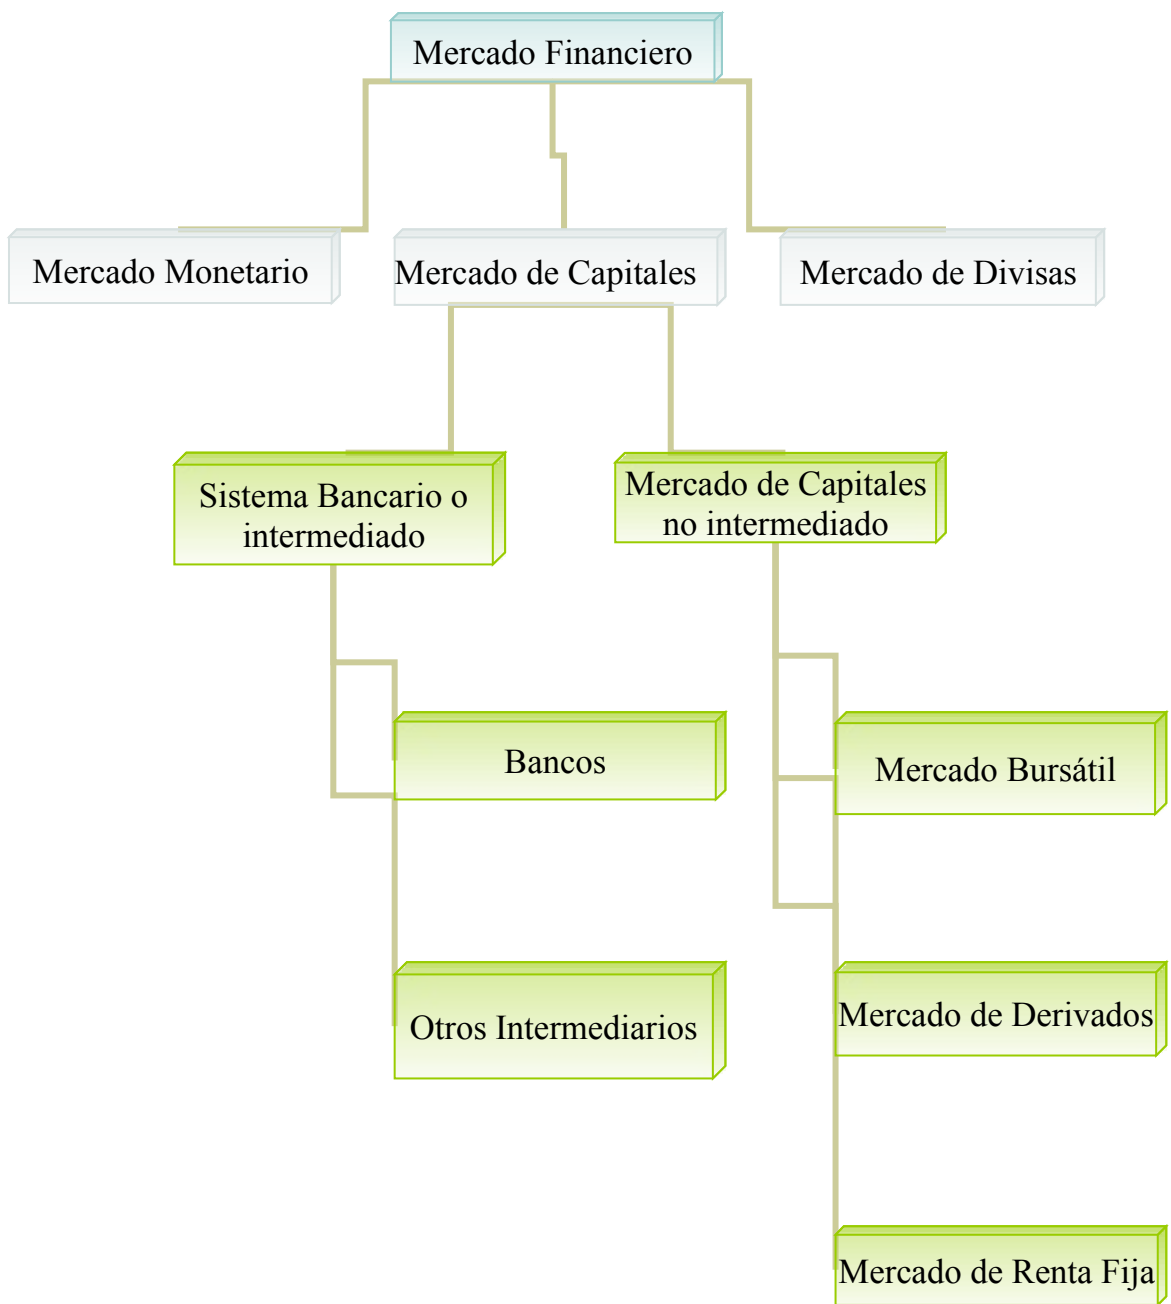 Mercado Financiero
Mercado Monetario
Mercado de Capitales
Mercado de Divisas
Sistema Bancario o
intermediado
Mercado de Capitales
no intermediado
Bancos
Mercado Bursátil
Otros Intermediarios
Mercado de Derivados
Mercado de Renta Fija